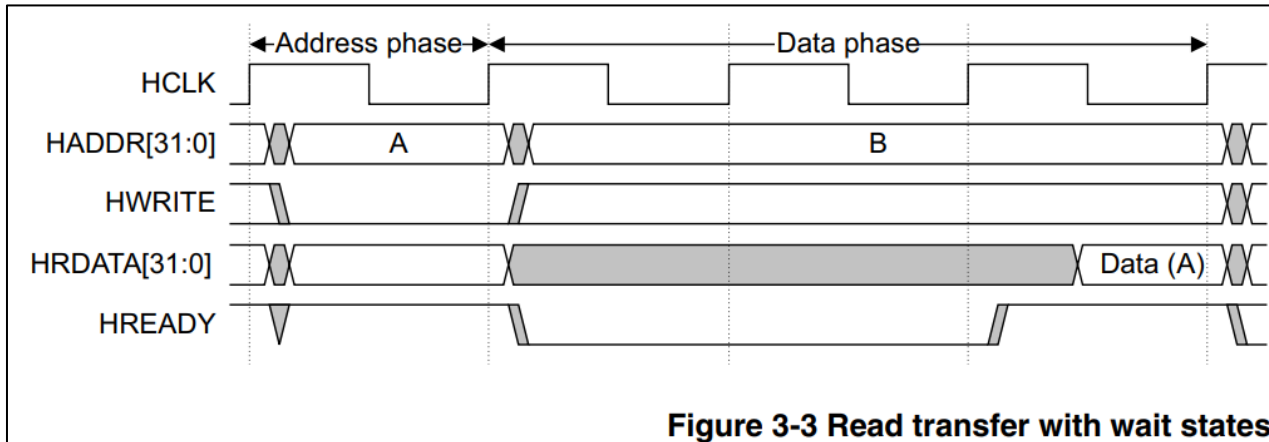 Address phase Data phase
HCLK
HADDR[31:0] A B
HWRITE
HRDATA[31:0] Data (A)
HREADY
Figure 3-3 Read transfer with wait states